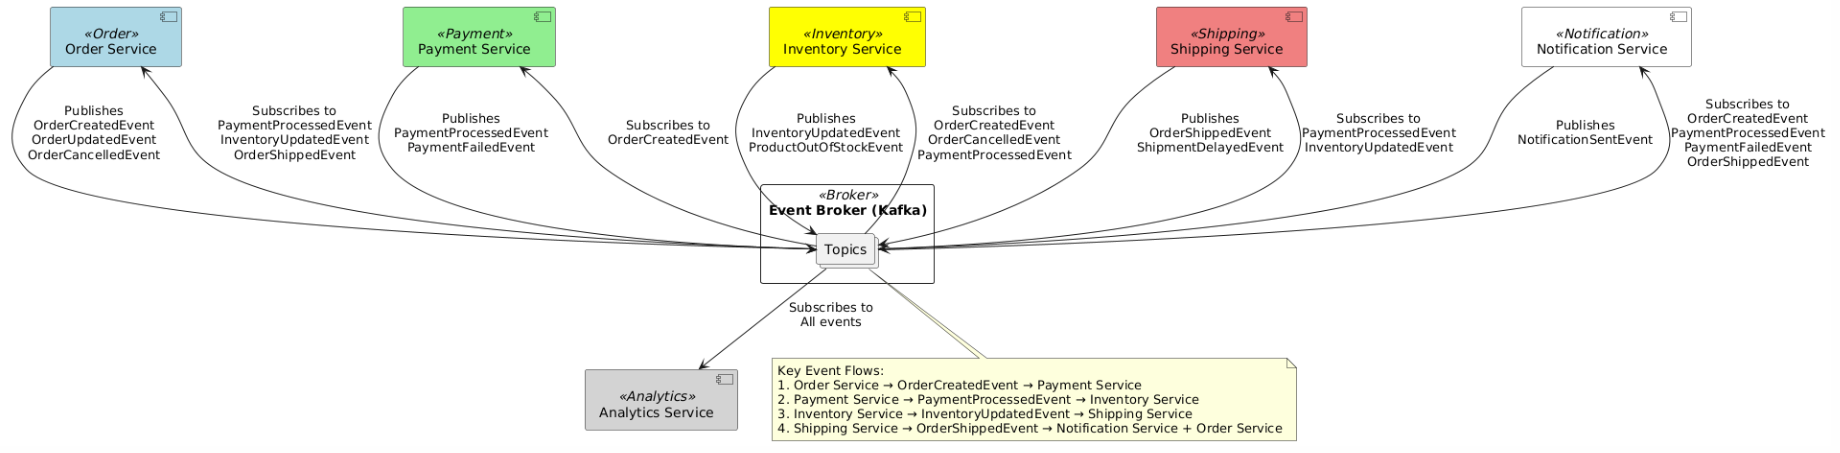 «Order»
Order Service
«Payment»
Payment Service
«Inventory»
Inventory Service
«Shipping»
Shipping Service
«Notification»
Notification Service
Publishes
OrderCreatedEvent
OrderUpdatedEvent
OrderCancelledEvent
Subscribes to
PaymentProcessedEvent
InventoryUpdatedEvent
OrderShippedEvent
Publishes
PaymentProcessedEvent
PaymentFailedEvent
Subscribes to
OrderCreatedEvent
Publishes
InventoryUpdatedEvent
ProductOutOfStockEvent
Subscribes to
OrderCreatedEvent
OrderCancelledEvent
PaymentProcessedEvent
Publishes
OrderShippedEvent
ShipmentDelayedEvent
Subscribes to
PaymentProcessedEvent
InventoryUpdatedEvent
Publishes
NotificationSentEvent
Subscribes to
OrderCreatedEvent
PaymentProcessedEvent
PaymentFailedEvent
OrderShippedEvent
«Broker»
Event Broker (Kafka)
Topics
Subscribes to
All events
«Analytics»
Analytics Service
Key Event Flows:
1. Order Service → OrderCreatedEvent → Payment Service
2. Payment Service → PaymentProcessedEvent → Inventory Service
3. Inventory Service → InventoryUpdatedEvent → Shipping Service
4. Shipping Service → OrderShippedEvent → Notification Service + Order Service